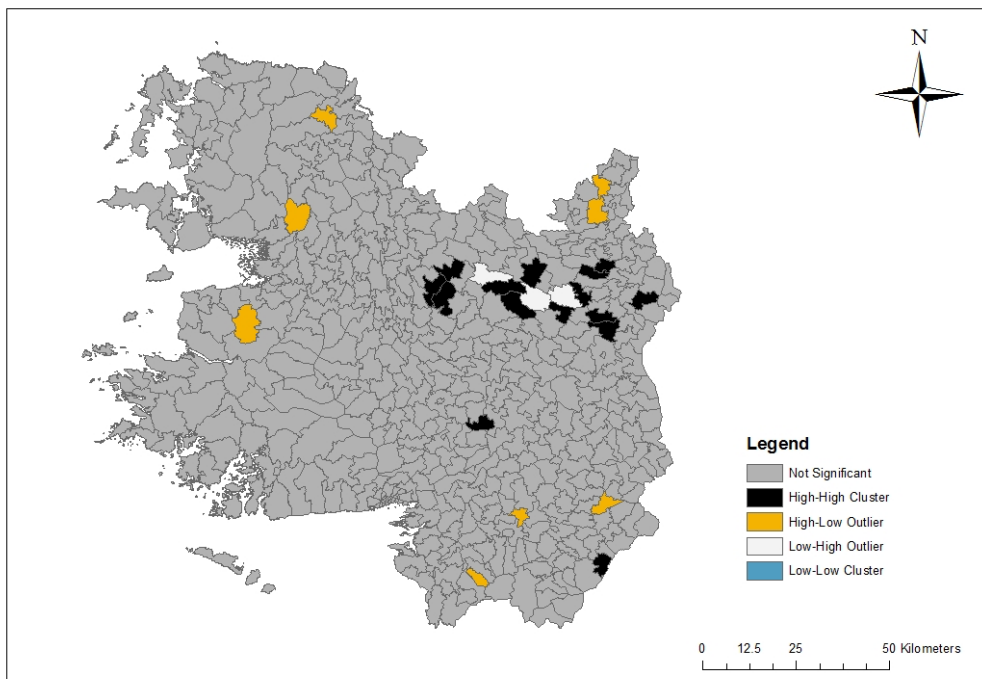 N
Legend
Not Significant
High-High Cluster
High-Low Outlier
Low-High Outlier
Low-Low Cluster
0 12.5 25 50 Kilometers